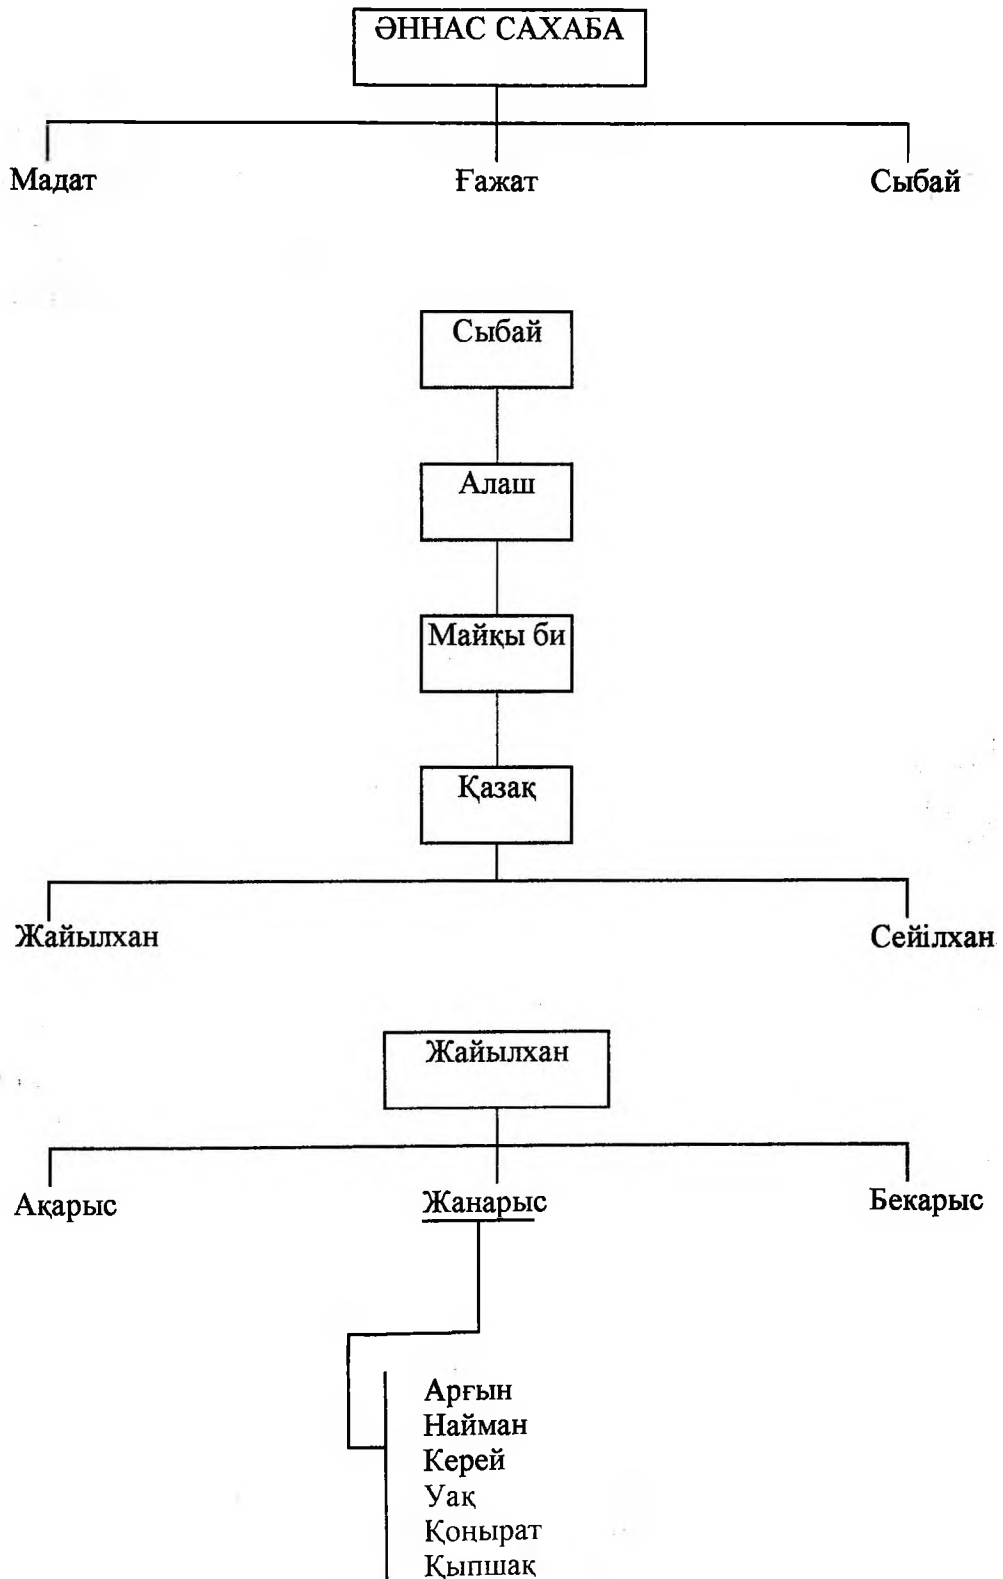 ӘННАС САХАБА
Мадат Ғажат Сыбай
Сыбай
Алаш
Майқы би
Қазақ
Жайылхан Сейілхан
Жайылхан
Ақарыс Жанарыс Бекарыс
Арғын
Найман
Керей
Уақ
Қоңырат
Қыпшақ